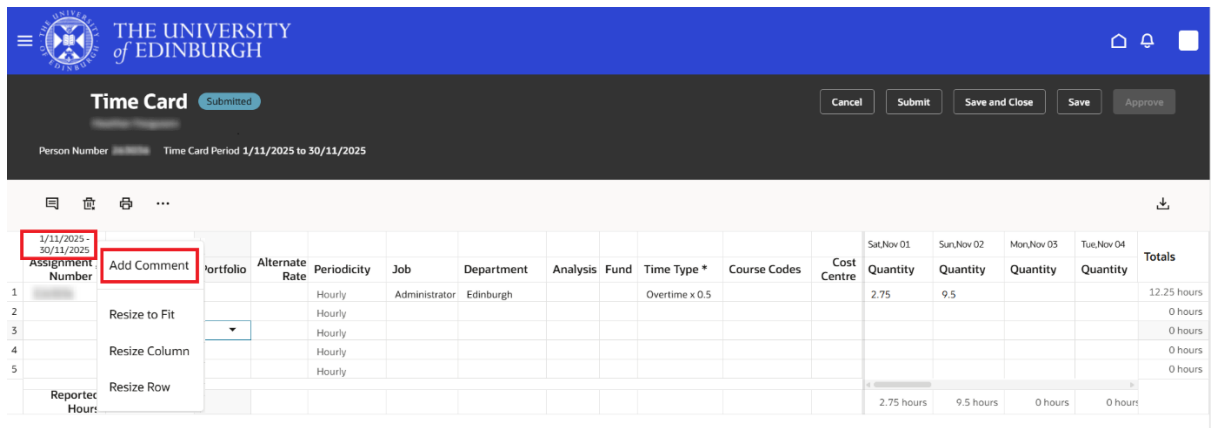 THE UNIVERSITY
of EDINBURGH
Time Card Submitted
Cancel Submit Save and Close Save Approve
Person Number Time Card Period 1/11/2025 to 30/11/2025
1/11/2025 -
30/11/2025
Sat,Nov 01 Sun,Nov 02 Mon,Nov 03 Tue,Nov 04
Assignment Number Portfolio Alternate Rate Periodicity Job Department Analysis Fund Time Type * Course Codes Cost Centre Quantity Quantity Quantity Quantity Totals
Add Comment
Resize to Fit
Resize Column
Resize Row
1 Hourly Administrator Edinburgh Overtime x 0.5 2.75 9.5 12.25 hours
2 Hourly 0 hours
3 Hourly 0 hours
4 Hourly 0 hours
5 Hourly 0 hours
Reported Hours 2.75 hours 9.5 hours 0 hours 0 hours